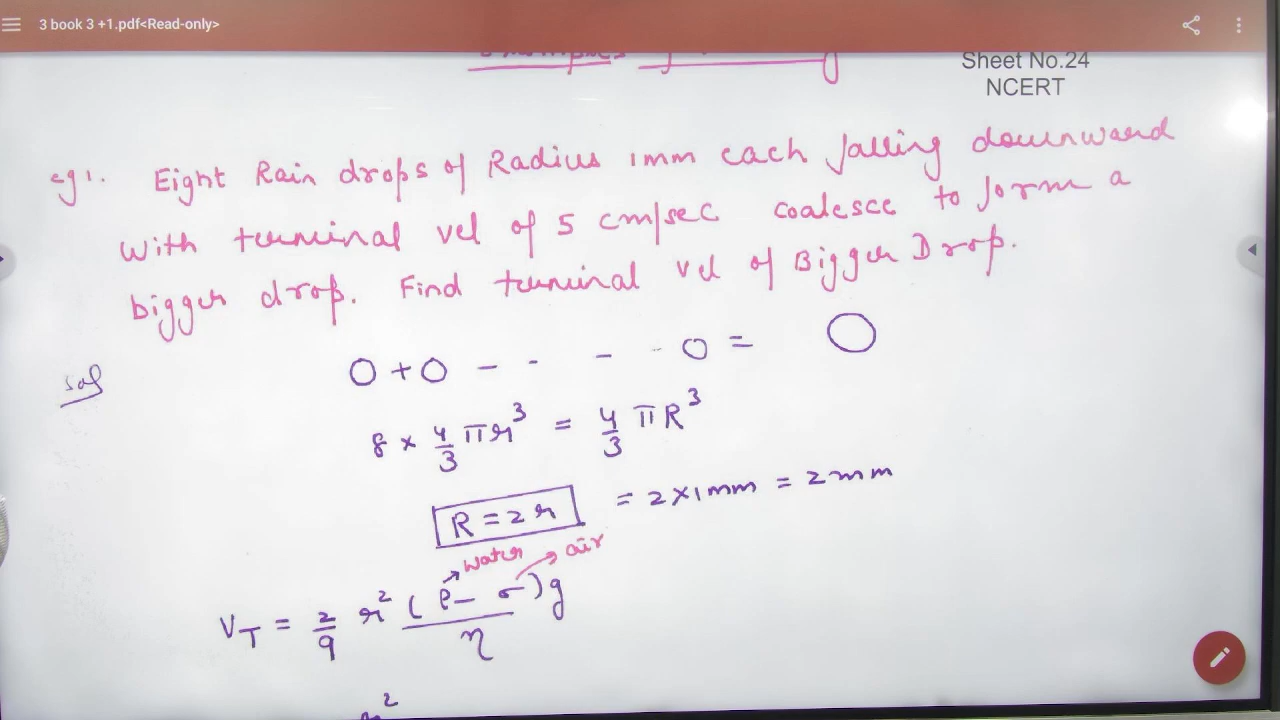 3 book 3 +1.pdf<Read-only>
Sheet No.24
NCERT
eg1. Eight Rain drops of Radius 1mm each falling downward
With terminal vel of 5 cm/sec coalesce to form a
bigger drop. Find terminal vel of Bigger Drop.
Sol
O + O - - - - O = O
8 × 4/3 πr³ = 4/3 πR³
R = 2r = 2×1mm = 2mm
→ water → air
V_T = 2/9 r² (ρ - σ)g/η